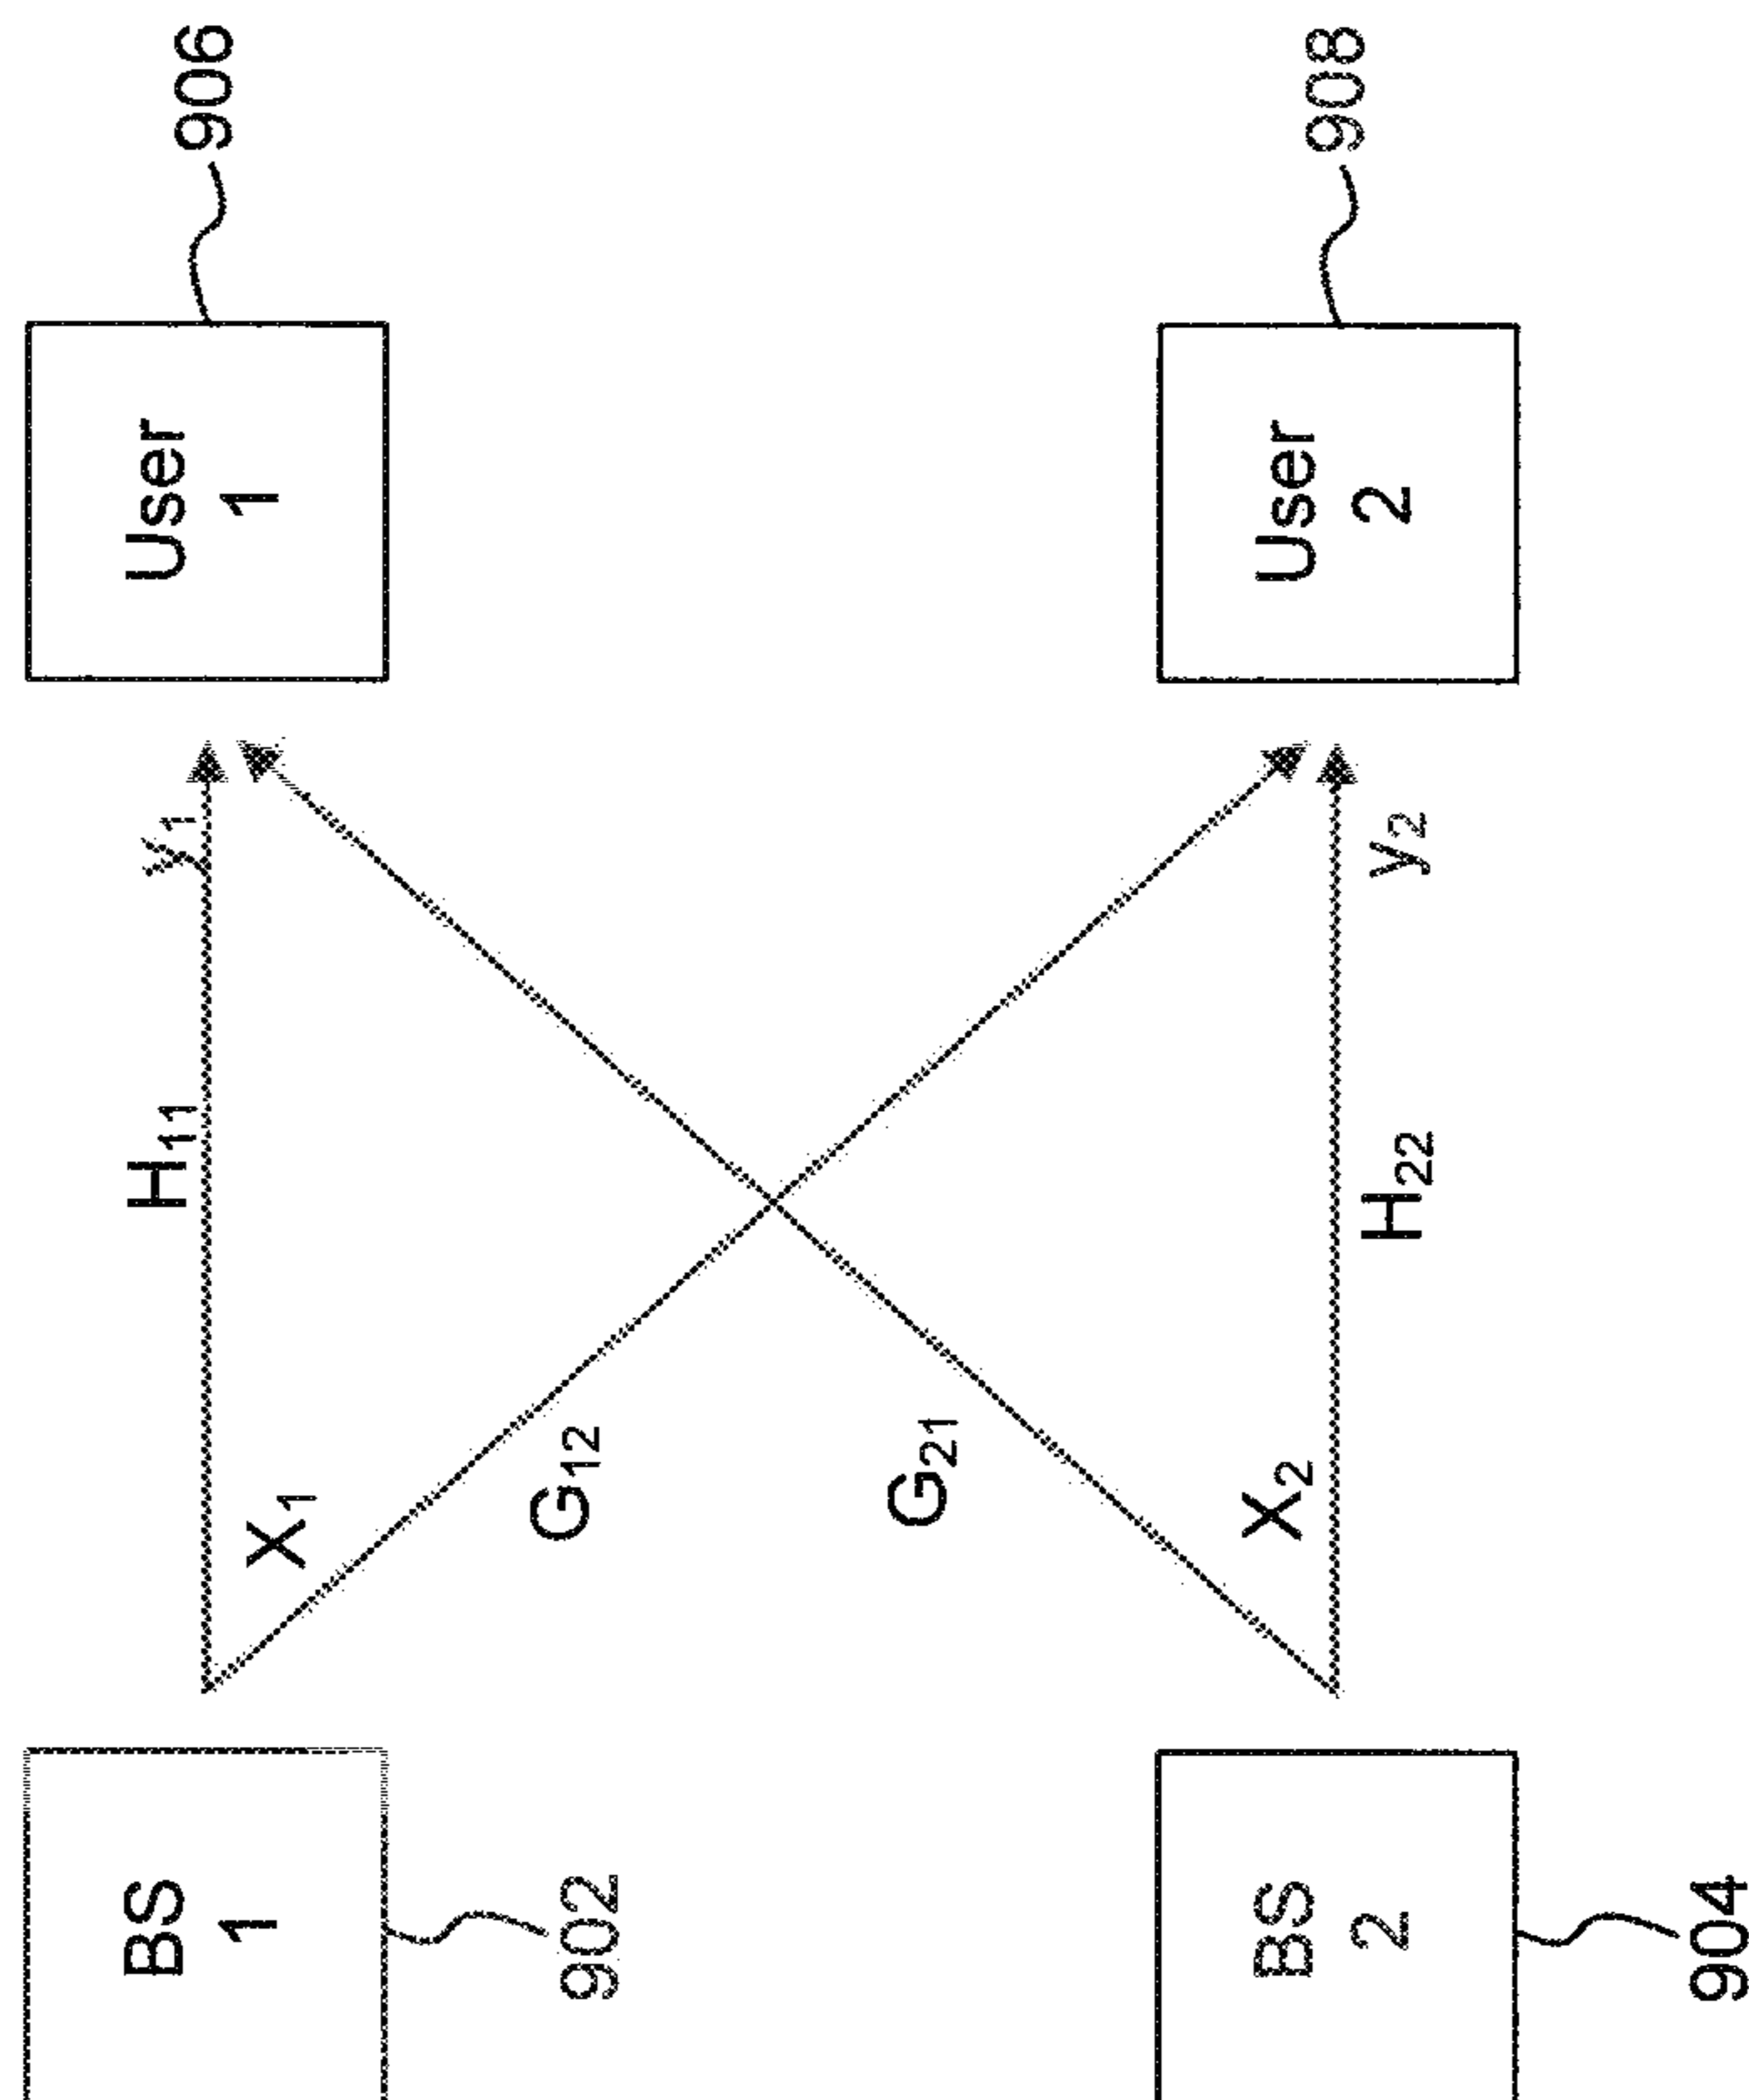 BS
1
902
X₁
H₁₁
y₁
User
1
906
G₁₂
G₂₁
BS
2
904
X₂
H₂₂
y₂
User
2
908